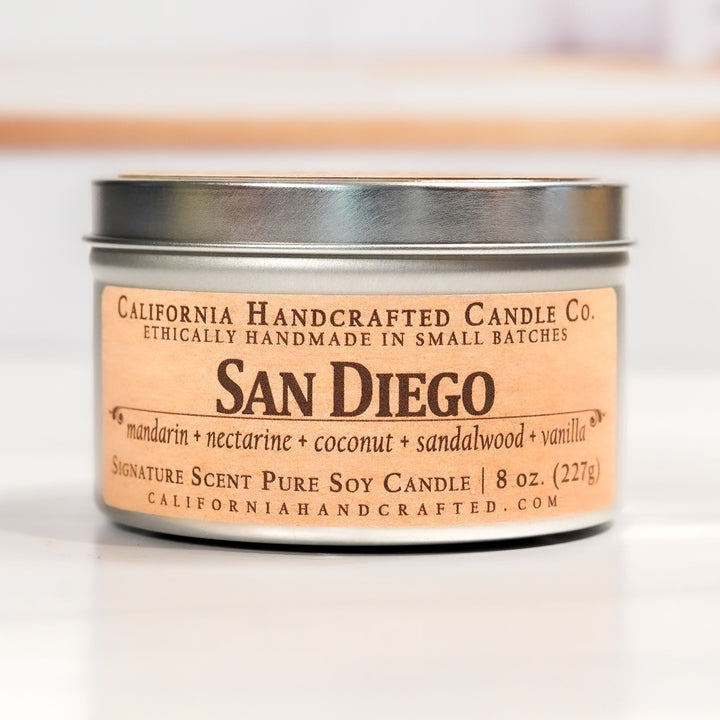 California Handcrafted Candle Co.
Ethically Handmade in Small Batches
San Diego
mandarin + nectarine + coconut + sandalwood + vanilla
Signature Scent Pure Soy Candle | 8 oz. (227g)
CALIFORNIAHANDCRAFTED.COM